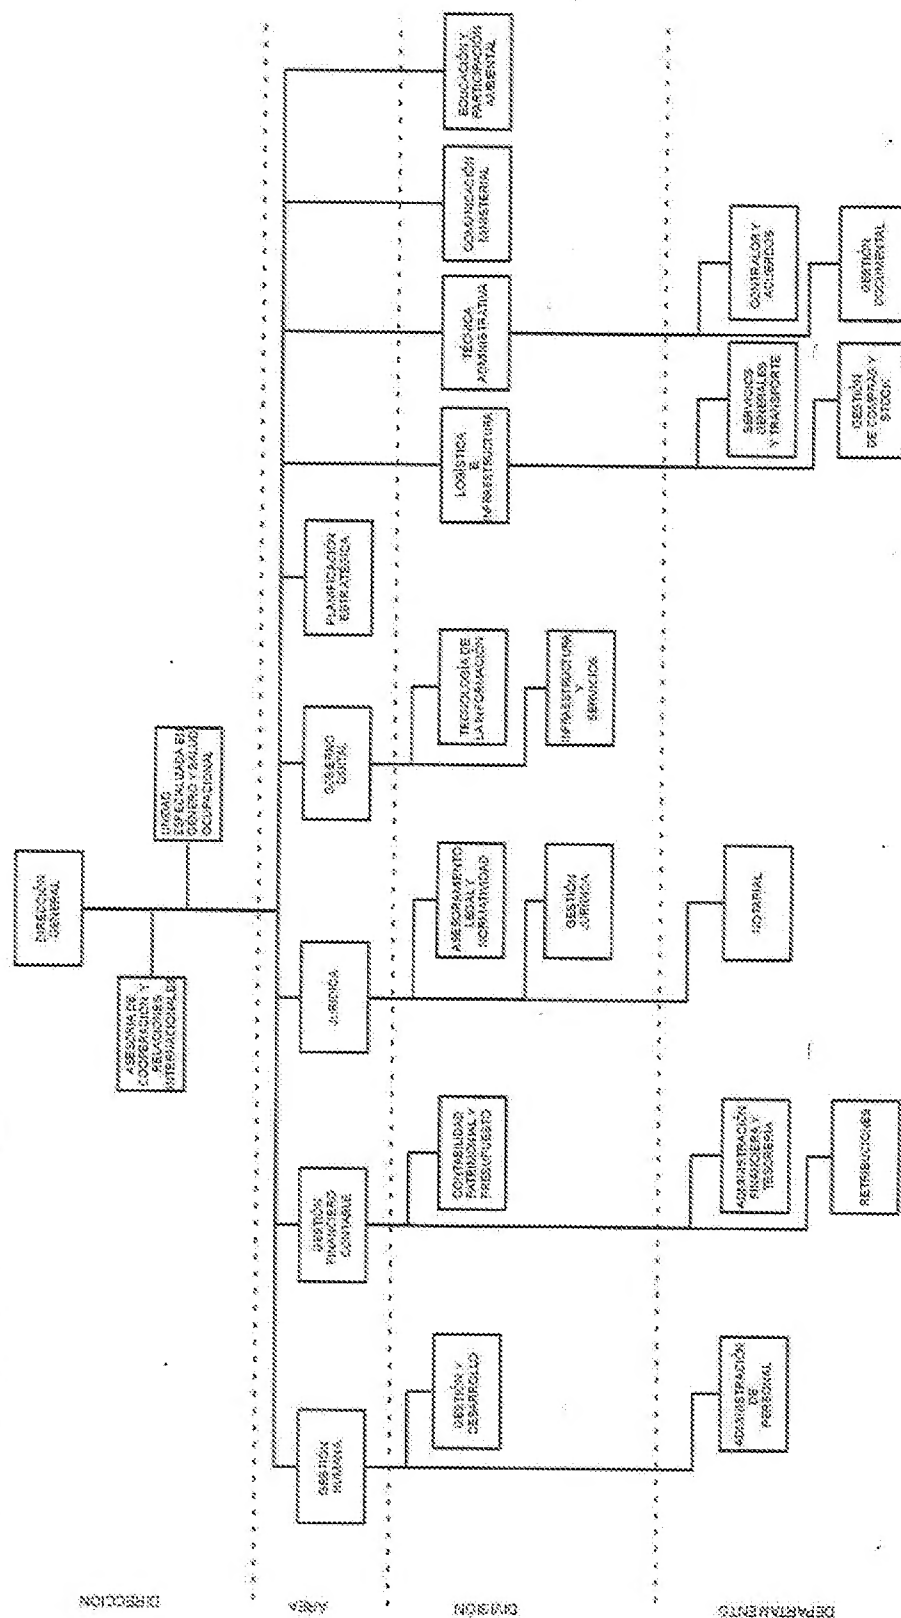 DIRECCIÓN
DIRECCIÓN
GENERAL
ASESORIA DE
COOPERACIÓN Y
RELACIONES
INTERNACIONALES
UNIDAD
ESPECIALIZADA EN
GÉNERO Y SALUD
OCUPACIONAL
ÁREA
GESTIÓN
HUMANA
GESTIÓN
FINANCIERO
CONTABLE
JURÍDICA
GOBIERNO
DIGITAL
PLANIFICACIÓN
ESTRATÉGICA
DIVISIÓN
GESTIÓN Y
DESARROLLO
CONTABILIDAD
PATRIMONIAL Y
PRESUPUESTO
ASESORAMIENTO
LEGAL Y
NORMATIVIDAD
GESTIÓN
JURÍDICA
TECNOLOGÍA DE
LA INFORMACIÓN
INFRAESTRUCTURA
Y
SERVICIOS
LOGÍSTICA
E
INFRAESTRUCTURA
TÉCNICA
ADMINISTRATIVA
COMUNICACIÓN
MINISTERIAL
EDUCACIÓN Y
PARTICIPACIÓN
AMBIENTAL
DEPARTAMENTO
ADMINISTRACIÓN
DE
PERSONAL
ADMINISTRACIÓN
FINANCIERA Y
TESORERÍA
RETRIBUCIONES
NOTARIAL
SERVICIOS
GENERALES
Y TRANSPORTE
GESTIÓN
DE COMPRAS Y
STOCK
CONTRALOR Y
ACUERDOS
GESTIÓN
DOCUMENTAL